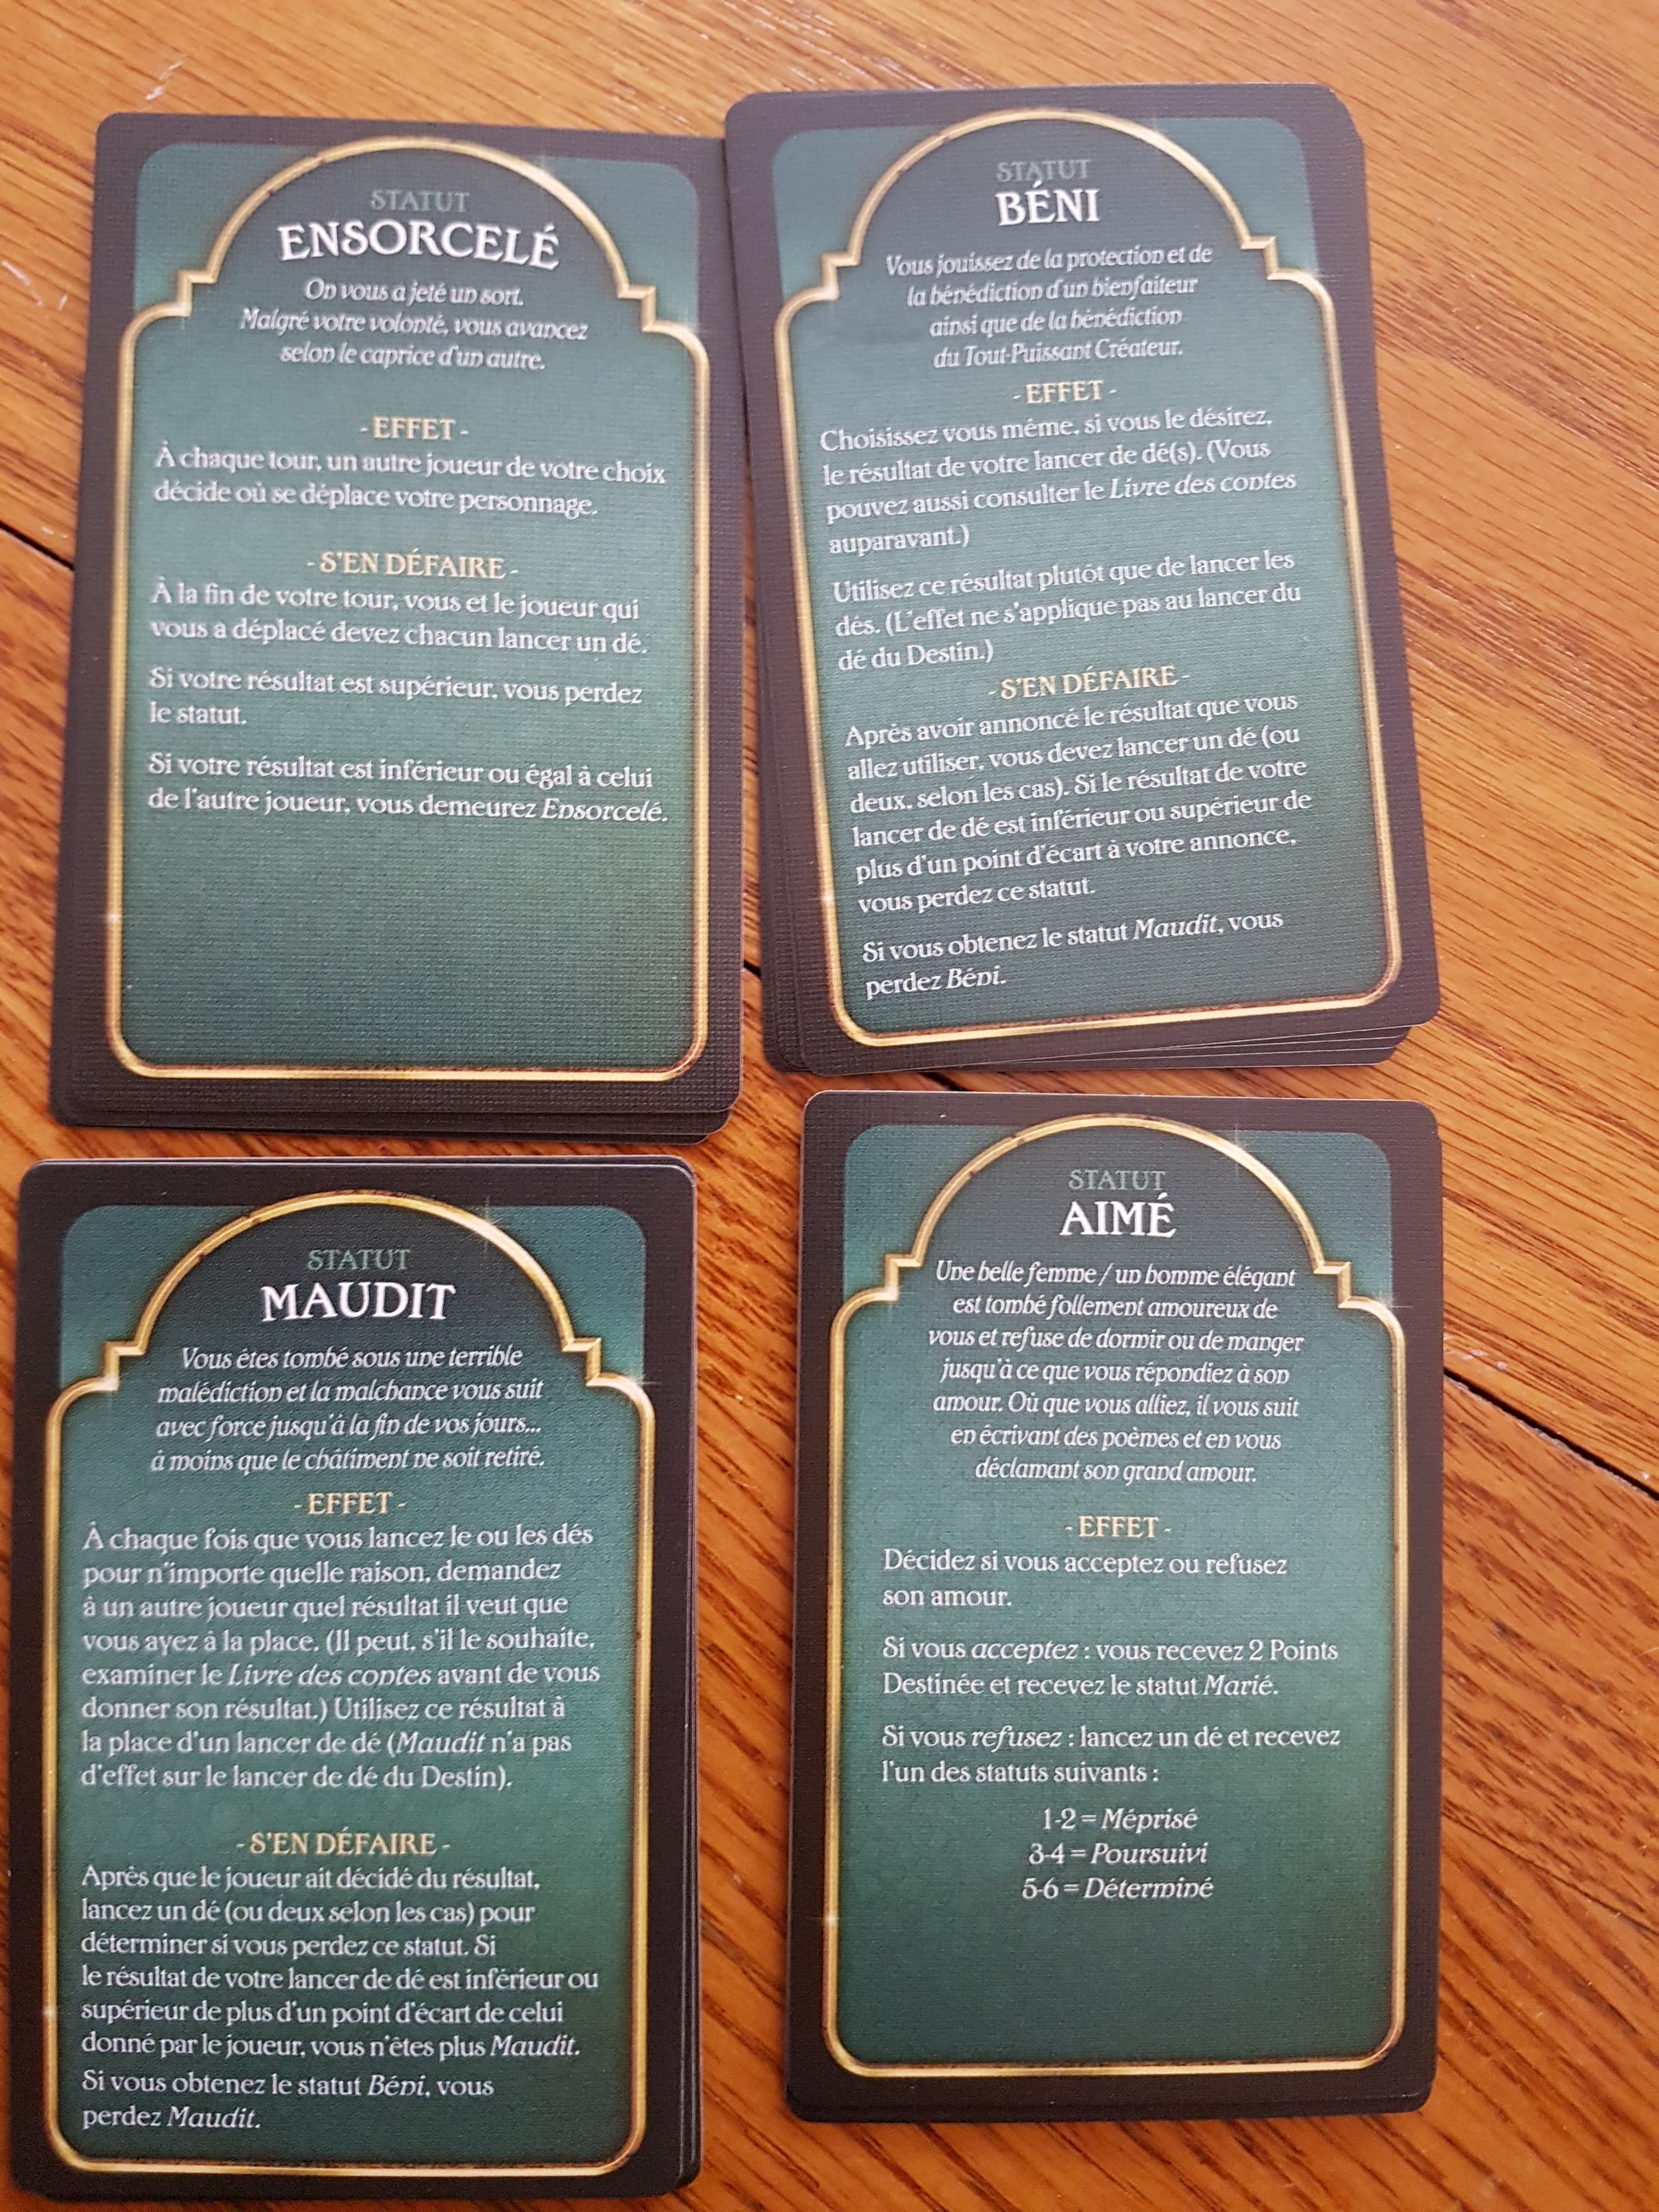 STATUT
ENSORCELÉ
On vous a jeté un sort.
Malgré votre volonté, vous avancez
selon le caprice d'un autre.
- EFFET -
À chaque tour, un autre joueur de votre choix
décide où se déplace votre personnage.
- S'EN DÉFAIRE -
À la fin de votre tour, vous et le joueur qui
vous a déplacé devez chacun lancer un dé.
Si votre résultat est supérieur, vous perdez
le statut.
Si votre résultat est inférieur ou égal à celui
de l'autre joueur, vous demeurez Ensorcelé.
STATUT
BÉNI
Vous jouissez de la protection et de
la bénédiction d'un bienfaiteur
ainsi que de la bénédiction
du Tout-Puissant Créateur.
- EFFET -
Choisissez vous même, si vous le désirez,
le résultat de votre lancer de dé(s). (Vous
pouvez aussi consulter le Livre des contes
auparavant.)
Utilisez ce résultat plutôt que de lancer les
dés. (L'effet ne s'applique pas au lancer du
dé du Destin.)
- S'EN DÉFAIRE -
Après avoir annoncé le résultat que vous
allez utiliser, vous devez lancer un dé (ou
deux, selon les cas). Si le résultat de votre
lancer de dé est inférieur ou supérieur de
plus d'un point d'écart à votre annonce,
vous perdez ce statut.
Si vous obtenez le statut Maudit, vous
perdez Béni.
STATUT
MAUDIT
Vous êtes tombé sous une terrible
malédiction et la malchance vous suit
avec force jusqu'à la fin de vos jours...
à moins que le châtiment ne soit retiré.
- EFFET -
À chaque fois que vous lancez le ou les dés
pour n'importe quelle raison, demandez
à un autre joueur quel résultat il veut que
vous ayez à la place. (Il peut, s'il le souhaite,
examiner le Livre des contes avant de vous
donner son résultat.) Utilisez ce résultat à
la place d'un lancer de dé (Maudit n'a pas
d'effet sur le lancer de dé du Destin).
- S'EN DÉFAIRE -
Après que le joueur ait décidé du résultat,
lancez un dé (ou deux selon les cas) pour
déterminer si vous perdez ce statut. Si
le résultat de votre lancer de dé est inférieur ou
supérieur de plus d'un point d'écart de celui
donné par le joueur, vous n'êtes plus Maudit.
Si vous obtenez le statut Béni, vous
perdez Maudit.
STATUT
AIMÉ
Une belle femme / un homme élégant
est tombé follement amoureux de
vous et refuse de dormir ou de manger
jusqu'à ce que vous répondiez à son
amour. Où que vous alliez, il vous suit
en écrivant des poèmes et en vous
déclamant son grand amour.
- EFFET -
Décidez si vous acceptez ou refusez
son amour.
Si vous acceptez : vous recevez 2 Points
Destinée et recevez le statut Marié.
Si vous refusez : lancez un dé et recevez
l'un des statuts suivants :
1-2 = Méprisé
3-4 = Poursuivi
5-6 = Déterminé